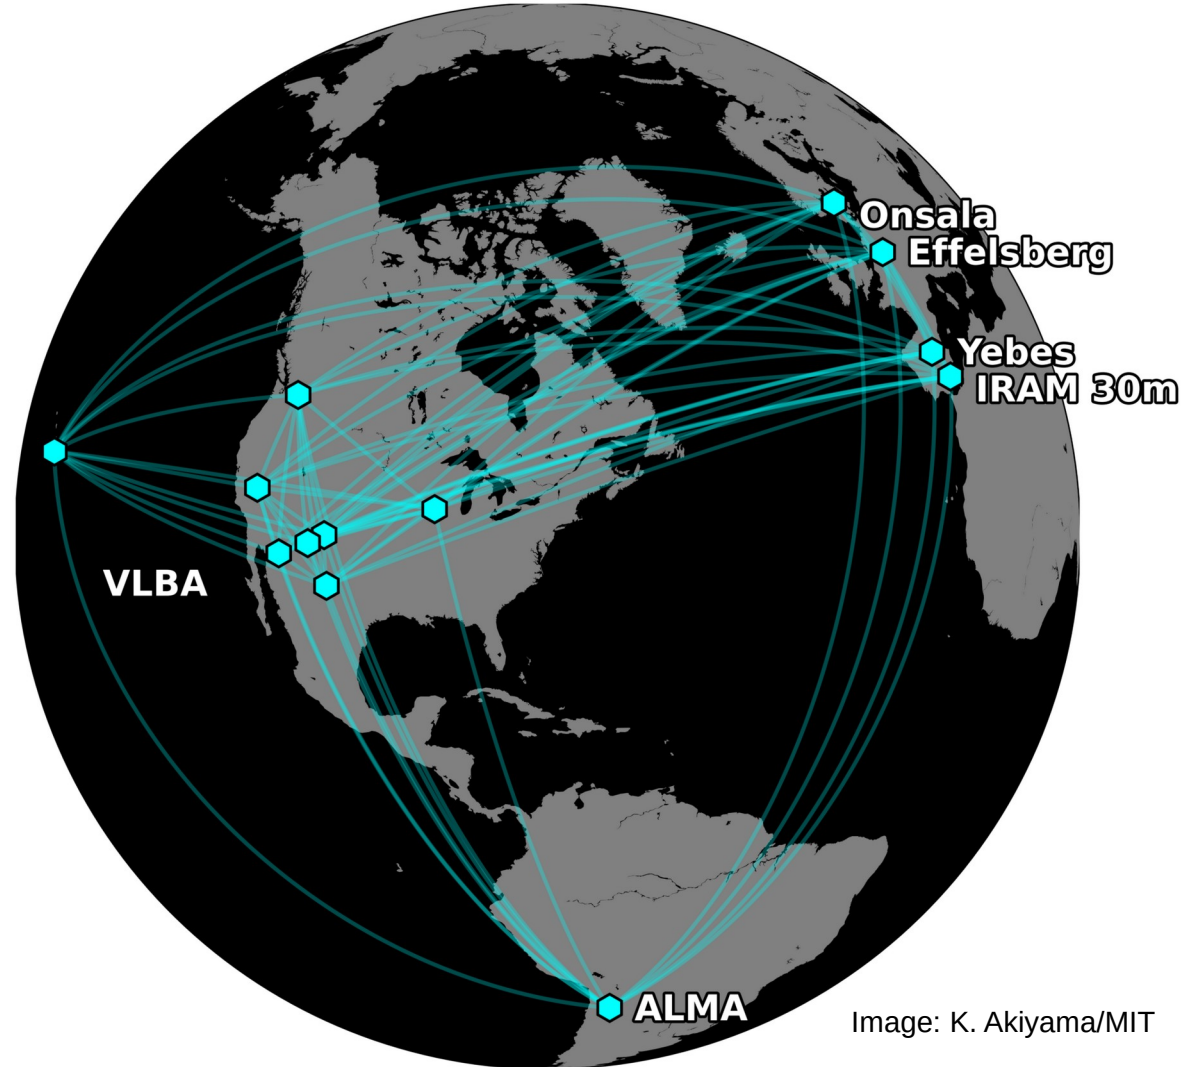 Onsala
Effelsberg
Yebes
IRAM 30m
VLBA
ALMA
Image: K. Akiyama/MIT